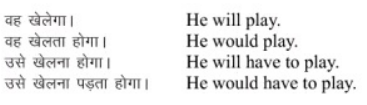 वह खेलेगा। He will play.
वह खेलता होगा। He would play.
उसे खेलना होगा। He will have to play.
उसे खेलना पड़ता होगा। He would have to play.